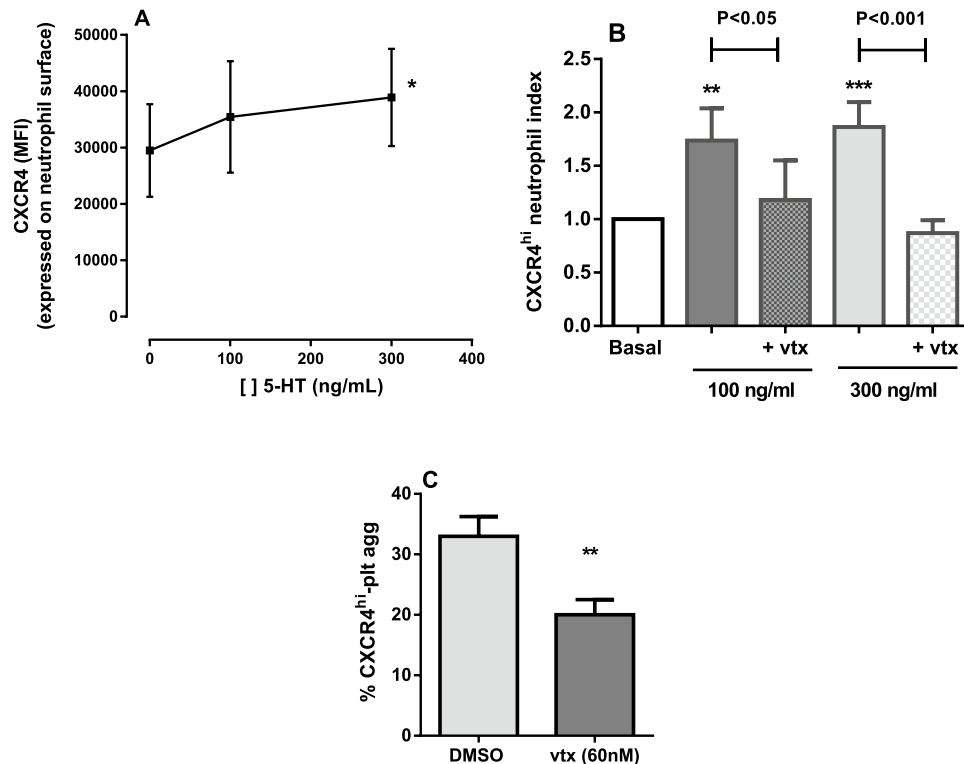 A
CXCR4 (MFI)
(expressed on neutrophil surface)
50000
40000
30000
20000
10000
0
*
0 100 200 300 400
[ ] 5-HT (ng/mL)
B
P<0.05 P<0.001
CXCR4hi neutrophil index
2.5
2.0
1.5
1.0
0.5
0.0
** ***
Basal + vtx + vtx
100 ng/ml 300 ng/ml
C
% CXCR4hi-plt agg
40
30
20
10
0
**
DMSO vtx (60nM)